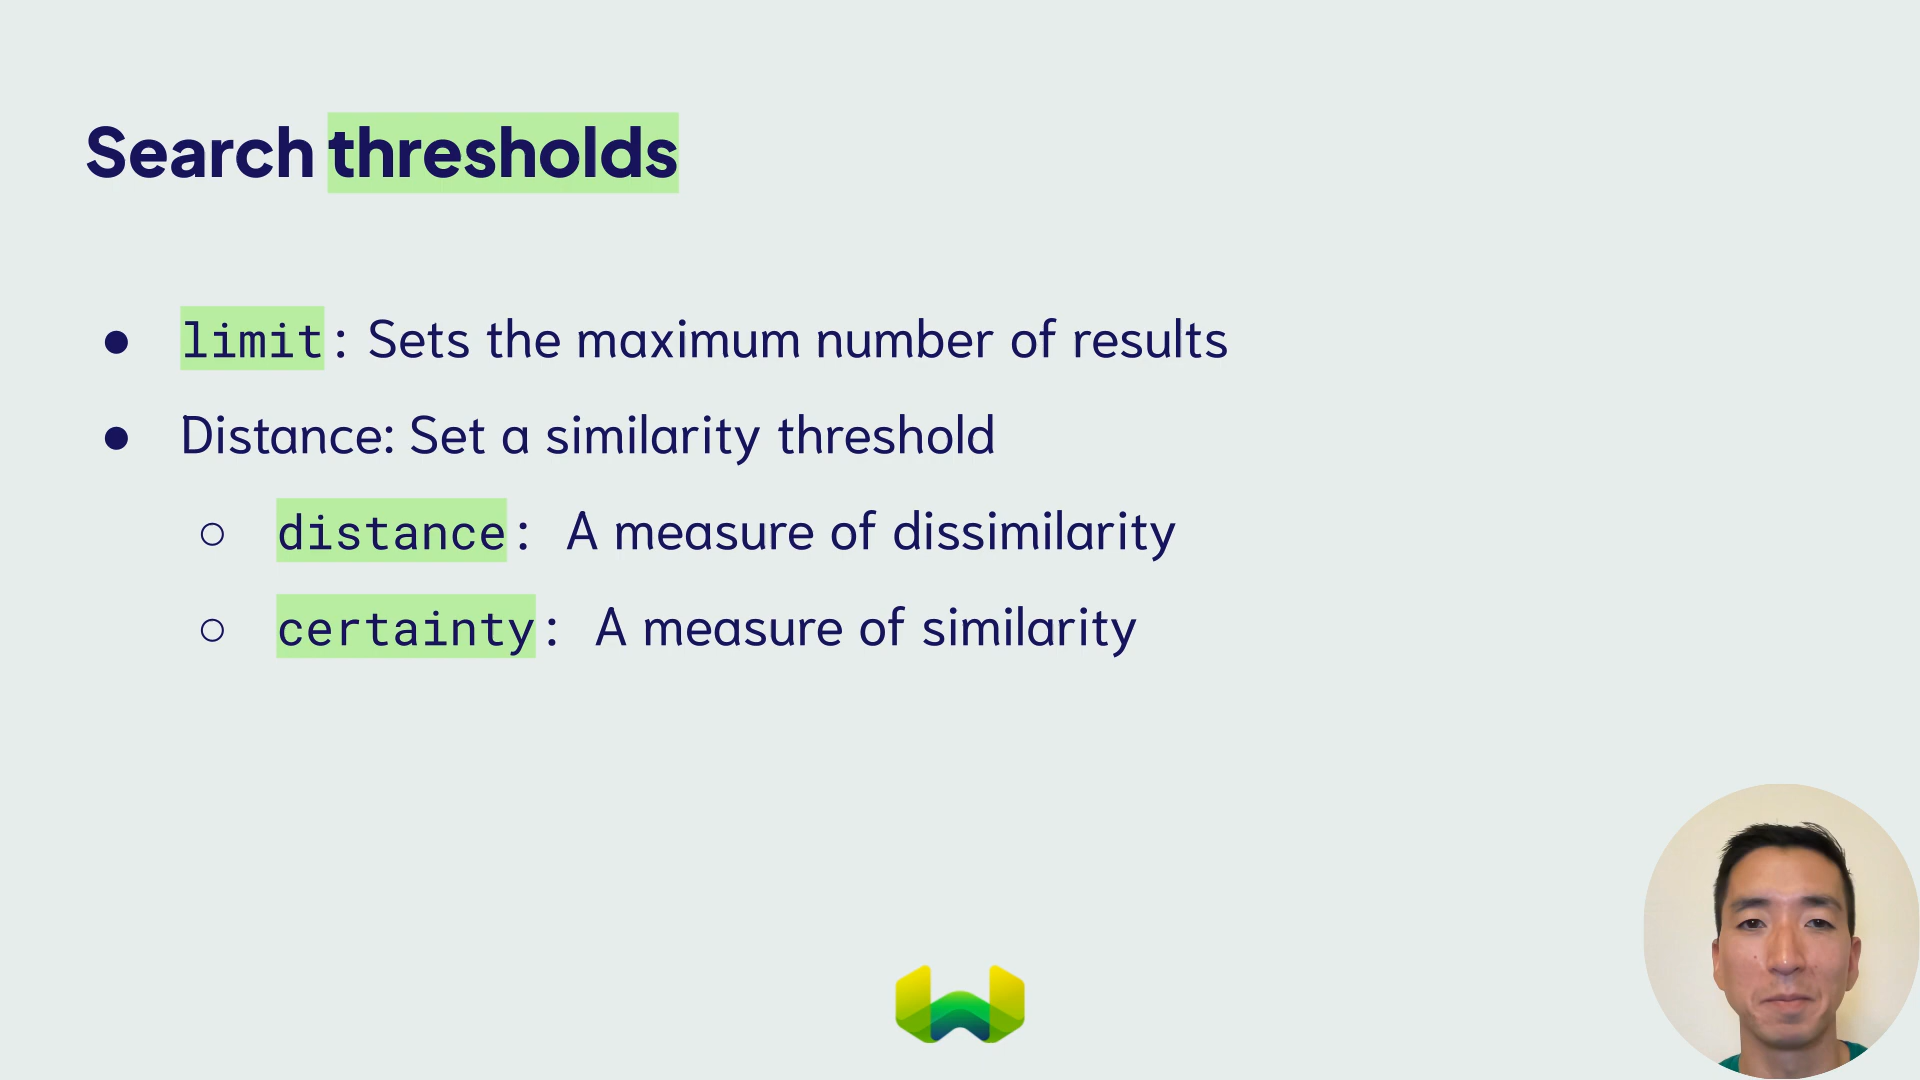 Search thresholds
● limit: Sets the maximum number of results
● Distance: Set a similarity threshold
○ distance: A measure of dissimilarity
○ certainty: A measure of similarity